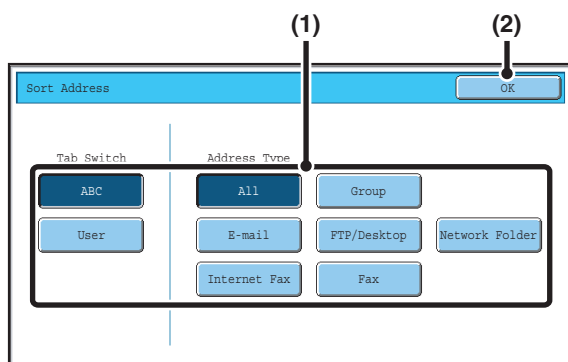 (1) (2)
Sort Address OK
Tab Switch Address Type
ABC All Group
User E-mail FTP/Desktop Network Folder
Internet Fax Fax